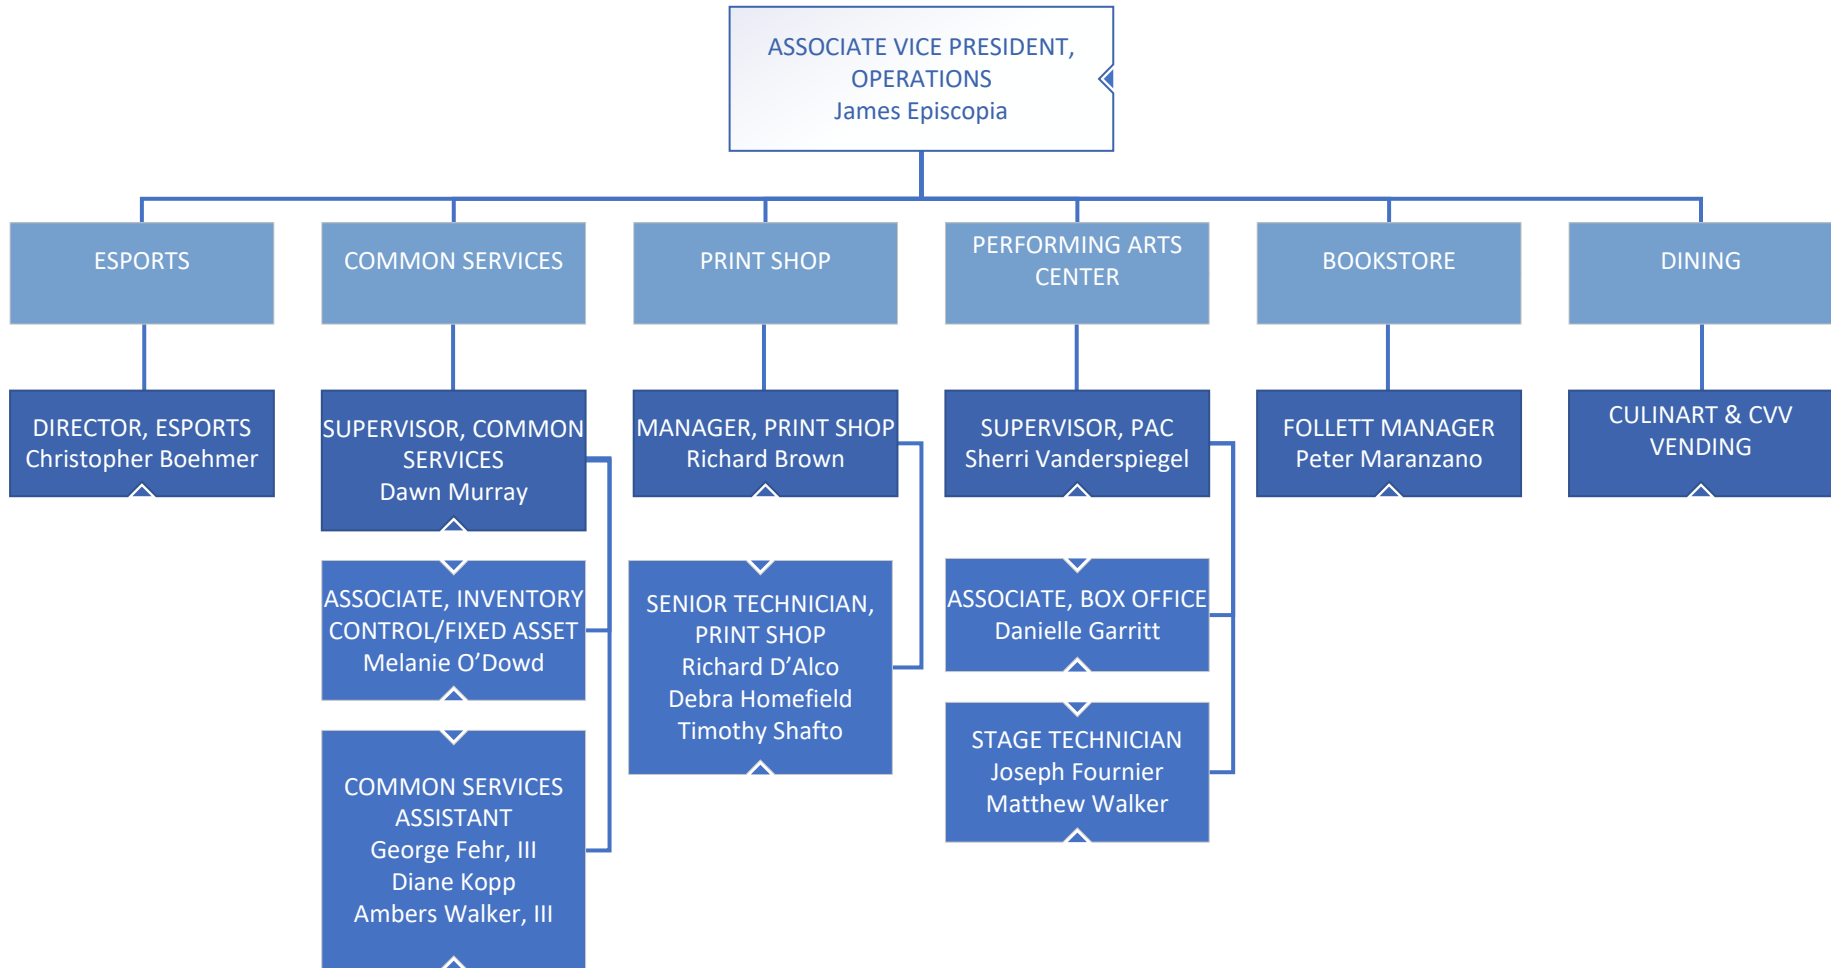 ASSOCIATE VICE PRESIDENT,
OPERATIONS
James Episcopia
ESPORTS
COMMON SERVICES
PRINT SHOP
PERFORMING ARTS
CENTER
BOOKSTORE
DINING
DIRECTOR, ESPORTS
Christopher Boehmer
SUPERVISOR, COMMON
SERVICES
Dawn Murray
MANAGER, PRINT SHOP
Richard Brown
SUPERVISOR, PAC
Sherri Vanderspiegel
FOLLETT MANAGER
Peter Maranzano
CULINART & CVV
VENDING
ASSOCIATE, INVENTORY
CONTROL/FIXED ASSET
Melanie O’Dowd
SENIOR TECHNICIAN,
PRINT SHOP
Richard D’Alco
Debra Homefield
Timothy Shafto
ASSOCIATE, BOX OFFICE
Danielle Garritt
COMMON SERVICES
ASSISTANT
George Fehr, III
Diane Kopp
Ambers Walker, III
STAGE TECHNICIAN
Joseph Fournier
Matthew Walker